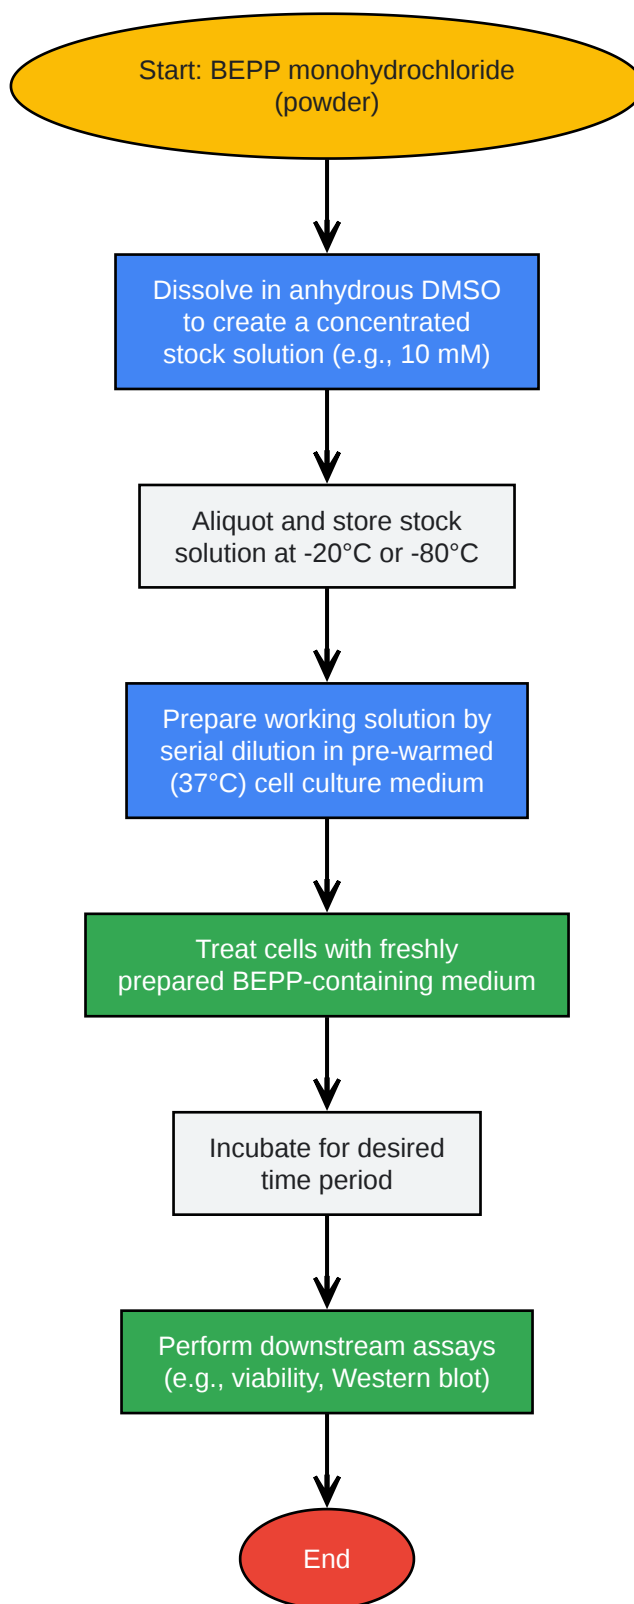 Start: BEPP monohydrochloride
(powder)
Dissolve in anhydrous DMSO
to create a concentrated
stock solution (e.g., 10 mM)
Aliquot and store stock
solution at -20°C or -80°C
Prepare working solution by
serial dilution in pre-warmed
(37°C) cell culture medium
Treat cells with freshly
prepared BEPP-containing medium
Incubate for desired
time period
Perform downstream assays
(e.g., viability, Western blot)
End